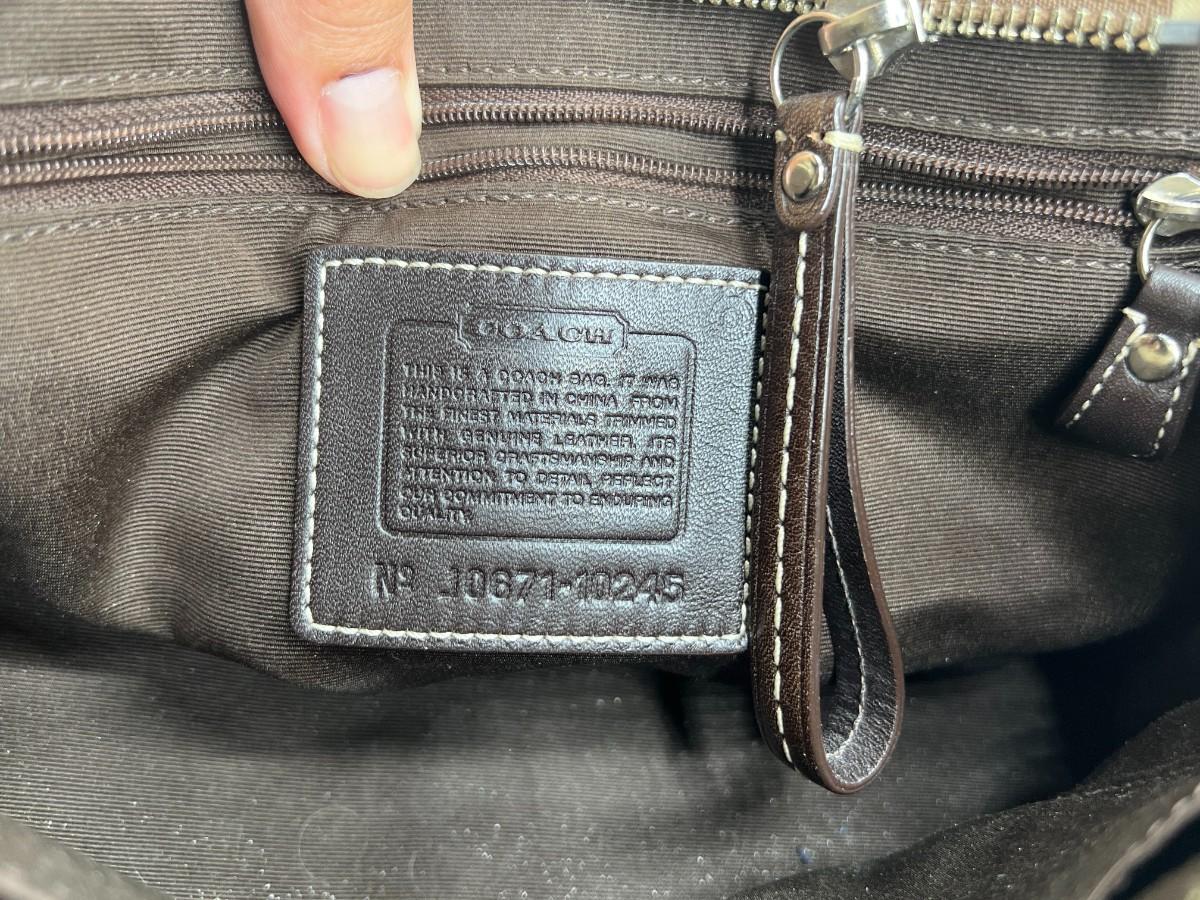 COACH
THIS IS A COACH BAG. IT WAS
HANDCRAFTED IN CHINA FROM
THE FINEST MATERIALS TRIMMED
WITH GENUINE LEATHER. ITS
SUPERIOR CRAFTSMANSHIP AND
ATTENTION TO DETAIL REFLECT
OUR COMMITMENT TO ENDURING
QUALITY.
Nº J0671-10245